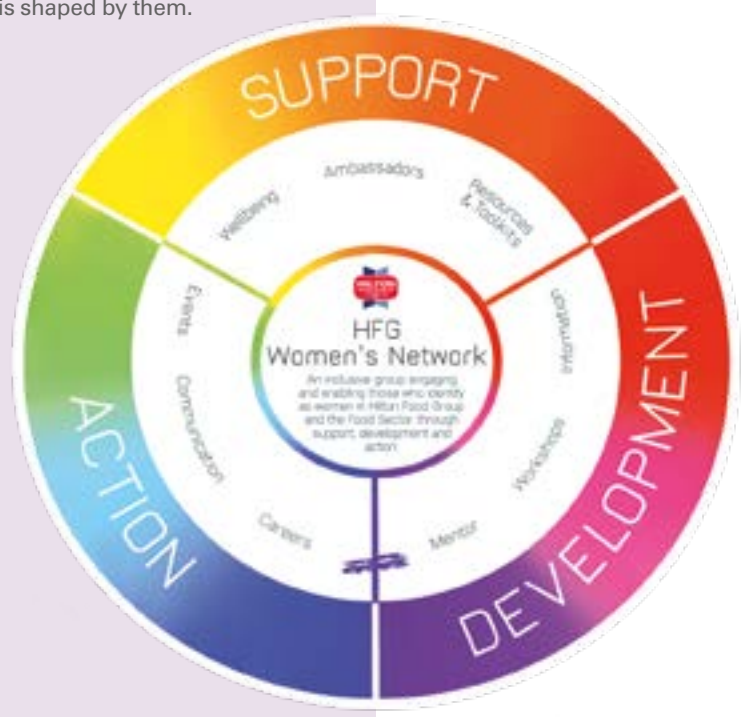 is shaped by them.
SUPPORT
Wellbeing
Ambassadors
Resources
& Toolkits
DEVELOPMENT
Information
Workshops
Mentor
ACTION
Events
Communication
Careers
HILTON
HFG
Women's Network
An inclusive group engaging
and enabling those who identify
as women in Hilton Food Group
and the Food Sector through
support, development and
action